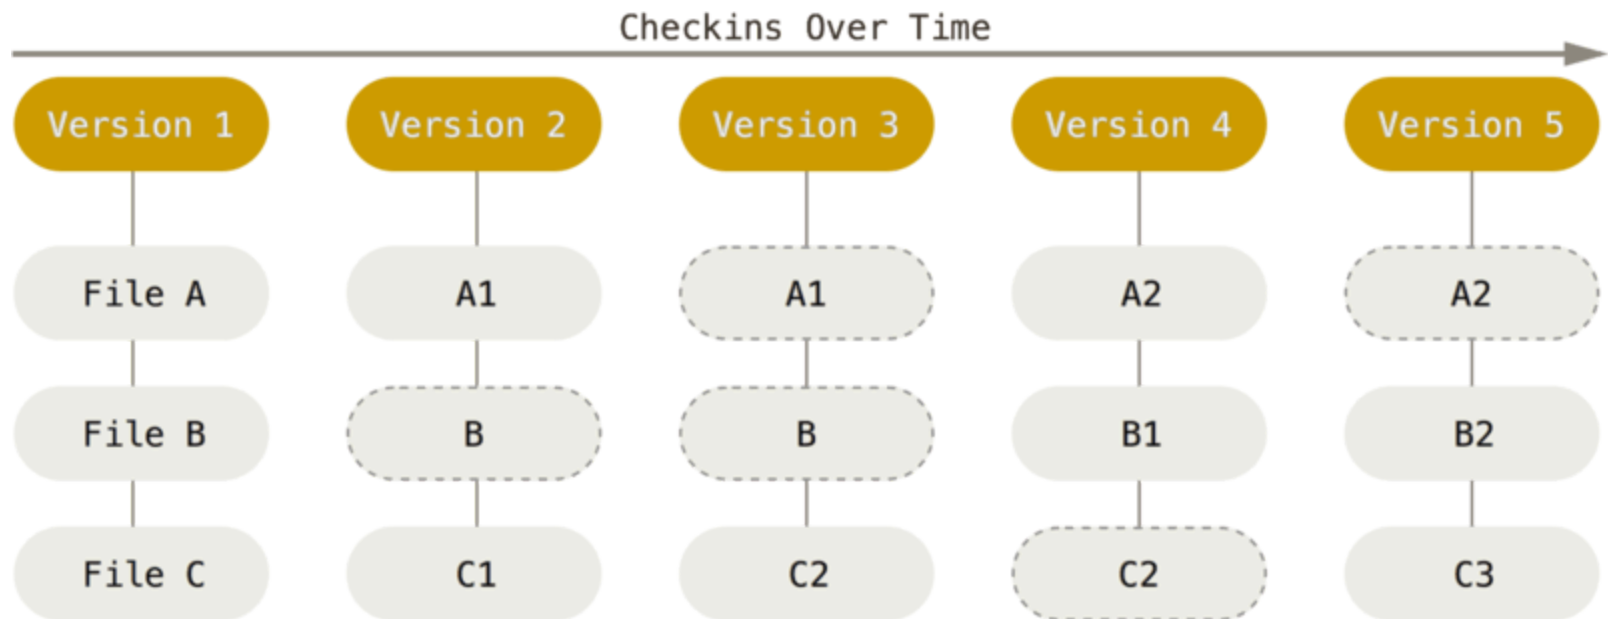 Checkins Over Time
Version 1 Version 2 Version 3 Version 4 Version 5
File A A1 A1 A2 A2
File B B B B1 B2
File C C1 C2 C2 C3